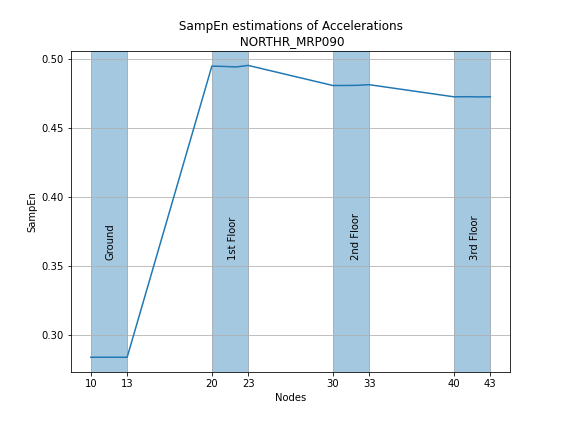 SampEn estimations of Accelerations
NORTHR_MRP090
0.50
0.45
0.40
0.35
0.30
SampEn
Ground
1st Floor
2nd Floor
3rd Floor
10 13 20 23 30 33 40 43
Nodes